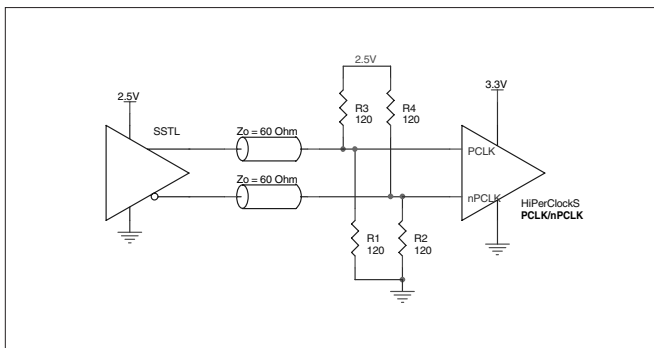 2.5V
3.3V
2.5V
SSTL
Zo = 60 Ohm
R3
120
R4
120
PCLK
Zo = 60 Ohm
nPCLK
HiPerClockS
PCLK/nPCLK
R1
120
R2
120